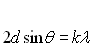 2d sin θ = kλ